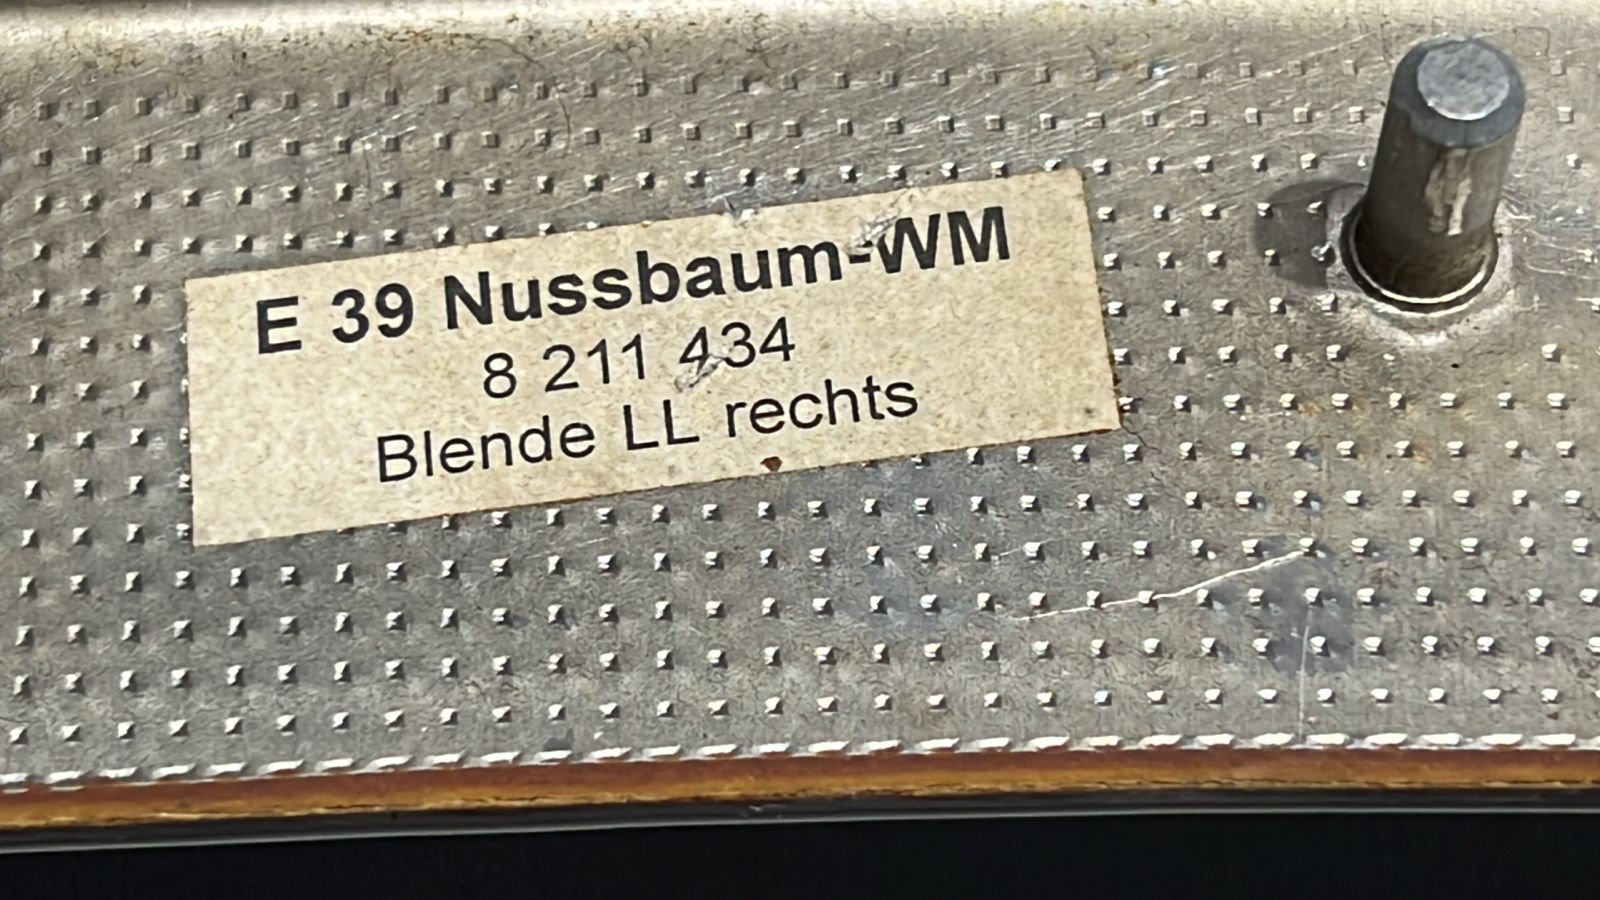 E 39 Nussbaum-WM
8 211 434
Blende LL rechts